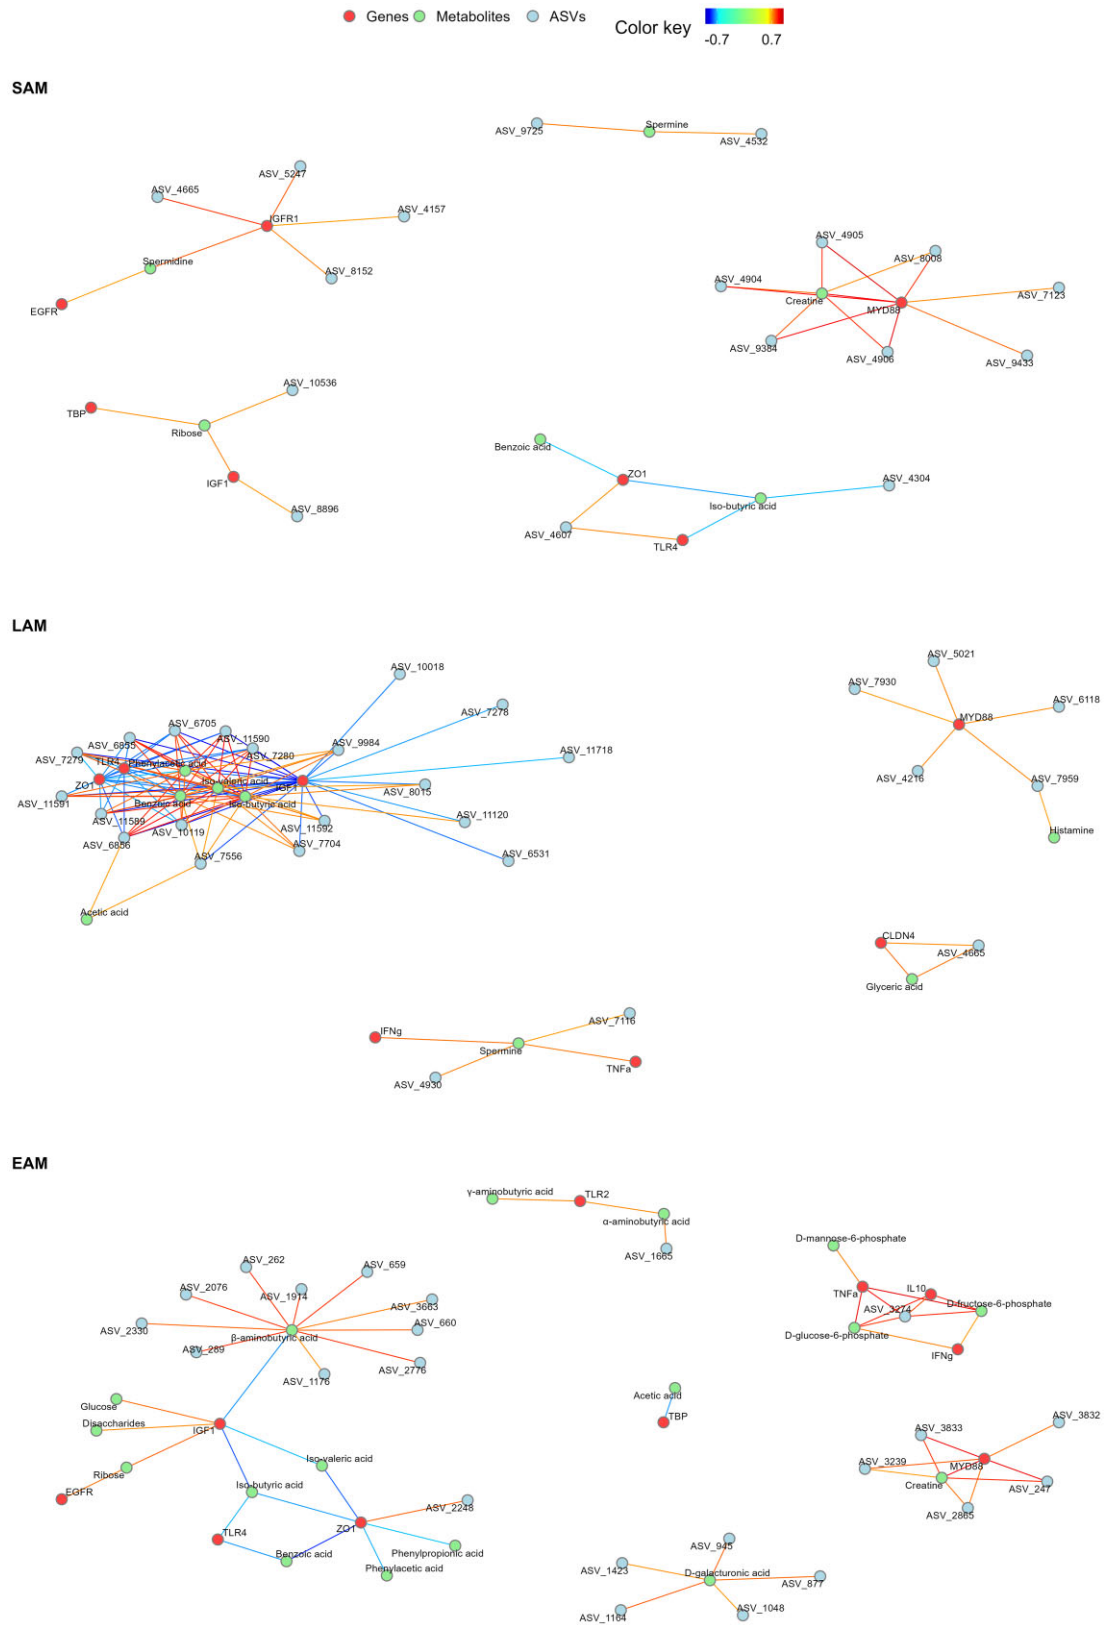 Genes Metabolites ASVs Color key -0.7 0.7
SAM
ASV_9725 Spermine ASV_4532
ASV_5247
ASV_4665
ASV_4157
IGFR1
ASV_4905
ASV_8008
Spermidine
ASV_8152
ASV_4904
ASV_7123
Creatine
MYD88
EGFR
ASV_9384
ASV_4906
ASV_9433
ASV_10536
TBP
Ribose
Benzoic acid
ZO1
ASV_4304
IGF1
Iso-butyric acid
ASV_8896
ASV_4607
TLR4
LAM
ASV_10018
ASV_5021
ASV_7930
ASV_7278
ASV_6118
ASV_6705
MYD88
ASV_11590
ASV_6855
ASV_9984
ASV_7280
ASV_11718
ASV_7279
TLR4
Phenylacetic acid
ASV_4216
ASV_7959
Iso-valeric acid
ZO1
IGF1
ASV_8015
ASV_11591
Benzoic acid
Iso-butyric acid
ASV_11589
ASV_11120
ASV_10119
ASV_11592
Histamine
ASV_6856
ASV_7704
ASV_6531
ASV_7556
Acetic acid
CLDN4
ASV_4665
Glyceric acid
ASV_7116
IFNg
Spermine
TNFa
ASV_4930
EAM
γ-aminobutyric acid
TLR2
α-aminobutyric acid
D-mannose-6-phosphate
ASV_1665
ASV_262
ASV_659
ASV_2076
ASV_1914
TNFa
IL10
ASV_3663
ASV_3274
D-fructose-6-phosphate
ASV_2330
ASV_660
β-aminobutyric acid
D-glucose-6-phosphate
ASV_289
IFNg
ASV_2776
ASV_1176
Acetic acid
Glucose
TBP
Disaccharides
IGF1
ASV_3832
ASV_3833
Iso-valeric acid
ASV_3239
MYD88
Ribose
Iso-butyric acid
Creatine
ASV_247
EGFR
ASV_2248
ASV_2865
ZO1
TLR4
ASV_945
Benzoic acid
Phenylpropionic acid
Phenylacetic acid
ASV_1423
D-galacturonic acid
ASV_877
ASV_1164
ASV_1048